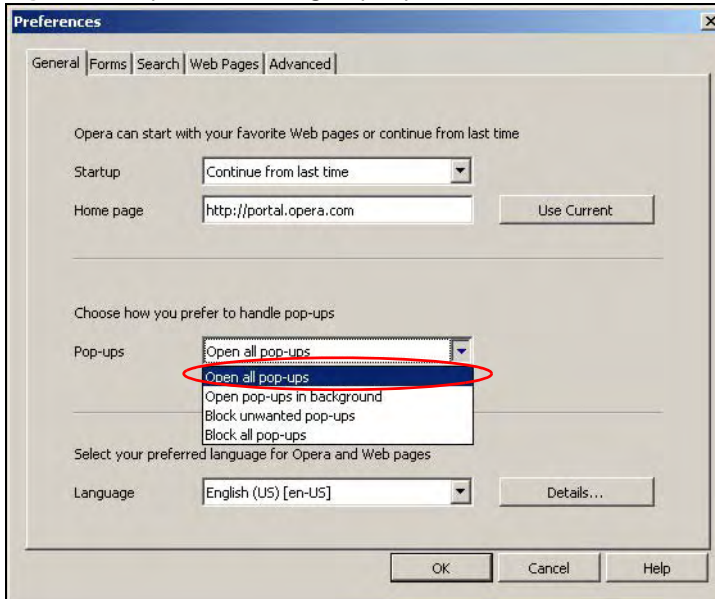 Preferences
General Forms Search Web Pages Advanced
Opera can start with your favorite Web pages or continue from last time
Startup Continue from last time
Home page http://portal.opera.com Use Current
Choose how you prefer to handle pop-ups
Pop-ups Open all pop-ups
Open all pop-ups
Open pop-ups in background
Block unwanted pop-ups
Block all pop-ups
Select your preferred language for Opera and Web pages
Language English (US) [en-US] Details...
OK Cancel Help